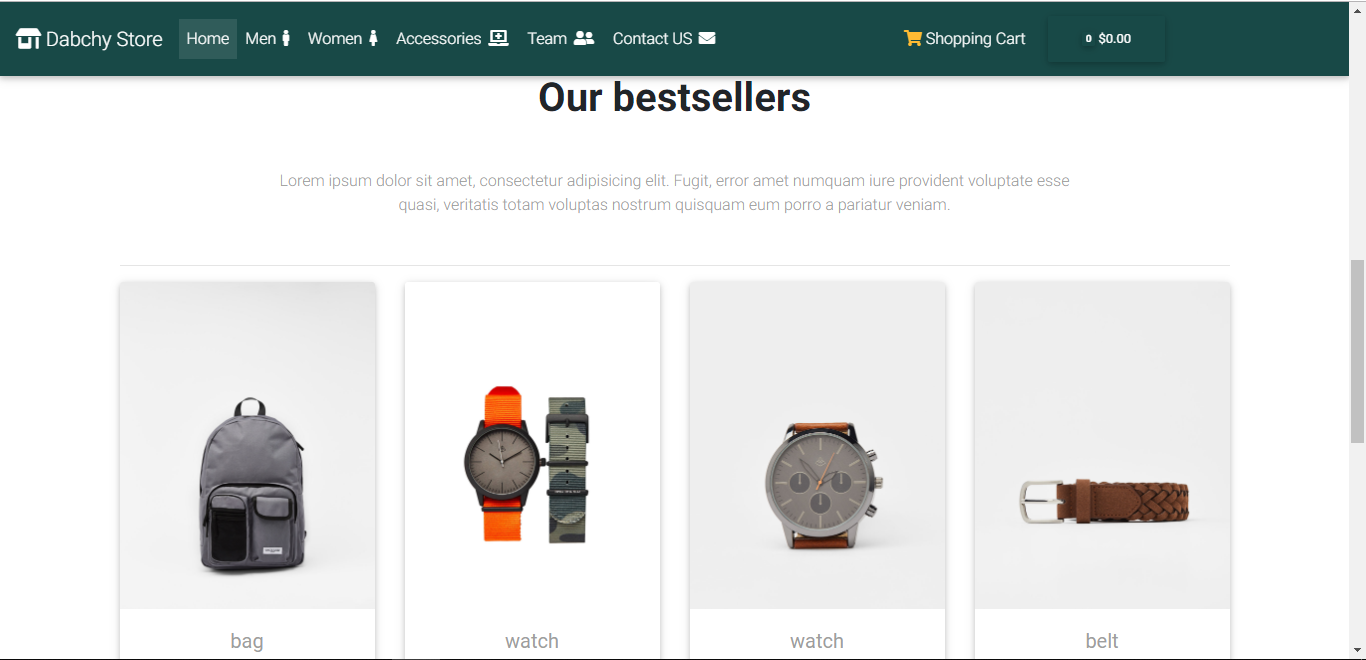 Dabchy Store Home Men Women Accessories Team Contact US Shopping Cart 0 $0.00
Our bestsellers
Lorem ipsum dolor sit amet, consectetur adipisicing elit. Fugit, error amet numquam iure provident voluptate esse
quasi, veritatis totam voluptas nostrum quisquam eum porro a pariatur veniam.
bag watch watch belt